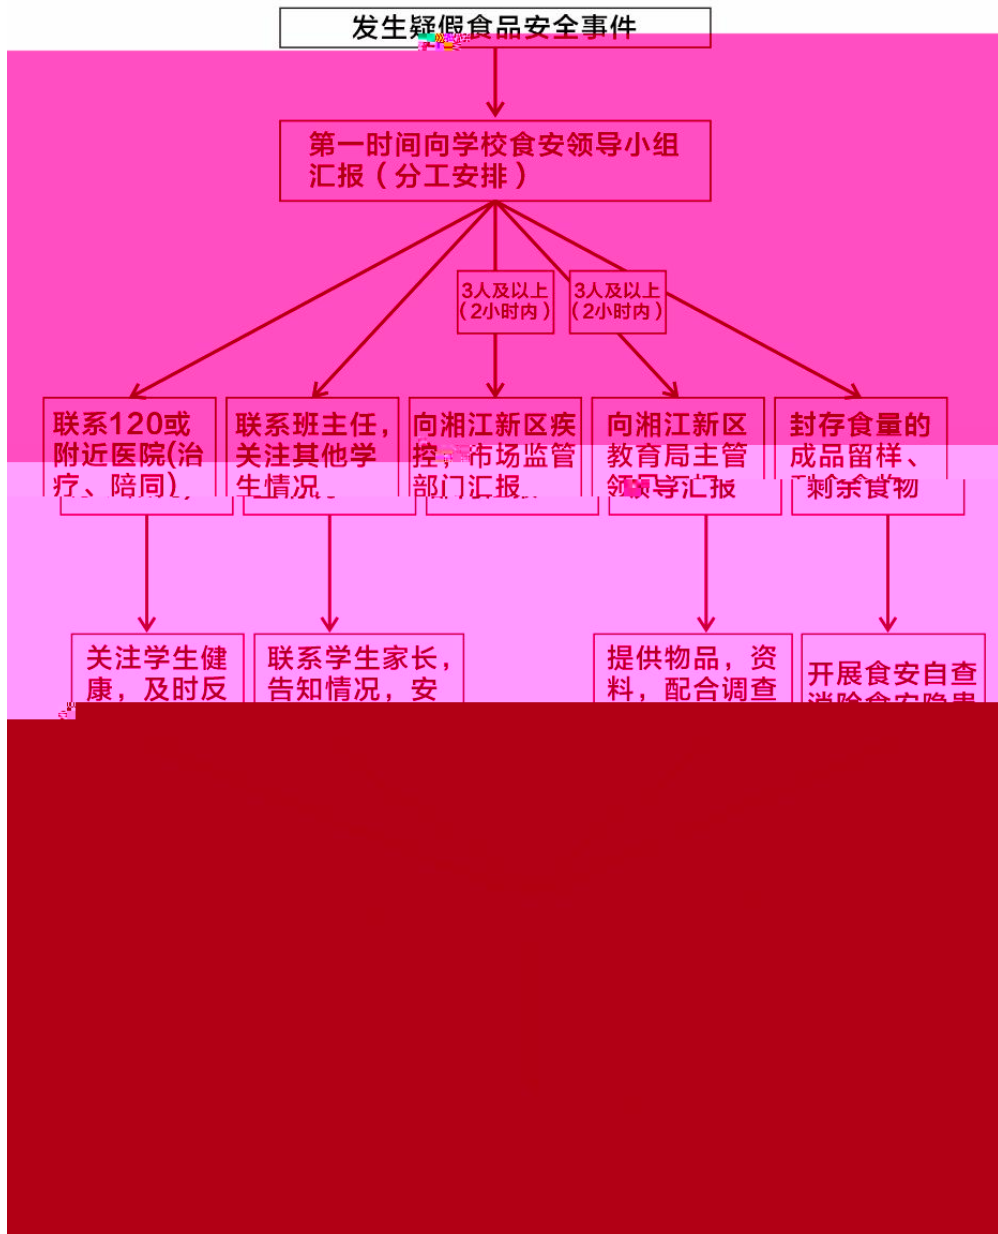 发生疑假食品安全事件
第一时间向学校食安领导小组
汇报（分工安排）
3人及以上
（2小时内）
3人及以上
（2小时内）
联系120或
附近医院(治
疗、陪同)
联系班主任，
关注其他学
生情况。
向湘江新区疾
控，市场监管
部门汇报。
向湘江新区
教育局主管
领导汇报
封存食量的
成品留样、
剩余食物
关注学生健
康，及时反
联系学生家长，
告知情况，安
提供物品，资
料，配合调查
开展食安自查
消除食安隐患